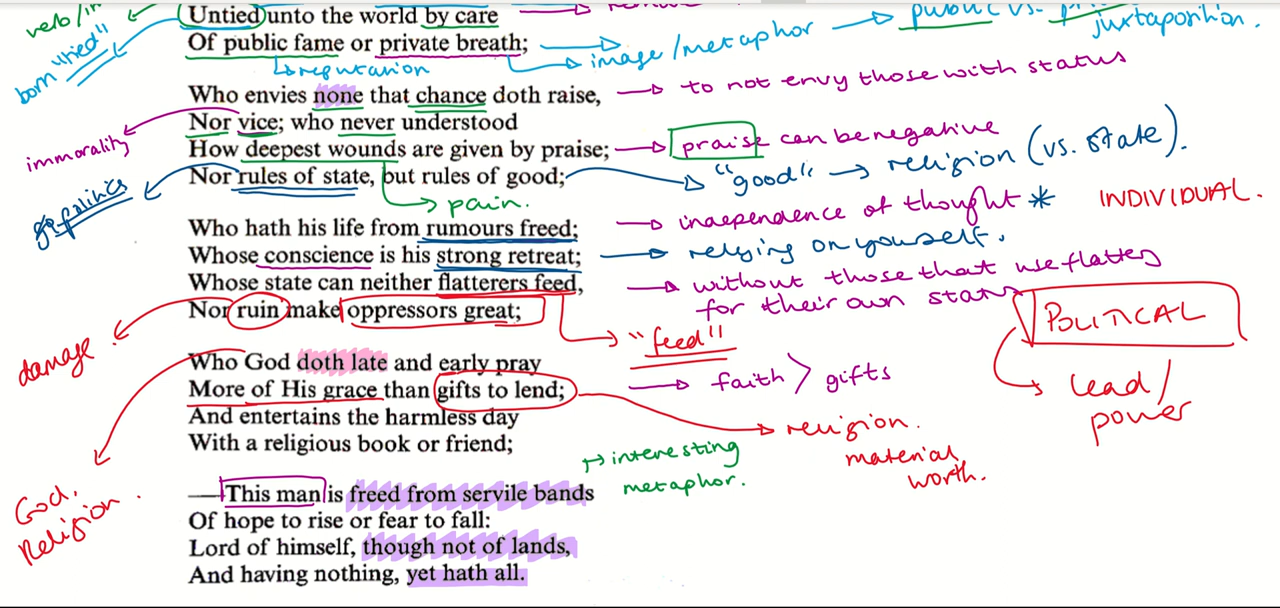 verb/in
Untied unto the world by care
public vs.
juxtaposition.
born "tied"
Of public fame or private breath;
image/metaphor
reputation
Who envies none that chance doth raise,
to not envy those with status
Nor vice; who never understood
immorality
How deepest wounds are given by praise;
praise can be negative
Nor rules of state, but rules of good;
"good" → religion (vs. state).
politics
pain.
Who hath his life from rumours freed;
independence of thought * INDIVIDUAL.
Whose conscience is his strong retreat;
relying on yourself.
Whose state can neither flatterers feed,
without those that use flattery
for their own status
Nor ruin make oppressors great;
damage.
"feed"
POLITICAL
lead/
power
Who God doth late and early pray
More of His grace than gifts to lend;
faith > gifts
And entertains the harmless day
religion.
With a religious book or friend;
material
worth.
interesting
metaphor.
God.
Religion.
—This man is freed from servile bands
Of hope to rise or fear to fall:
Lord of himself, though not of lands,
And having nothing, yet hath all.